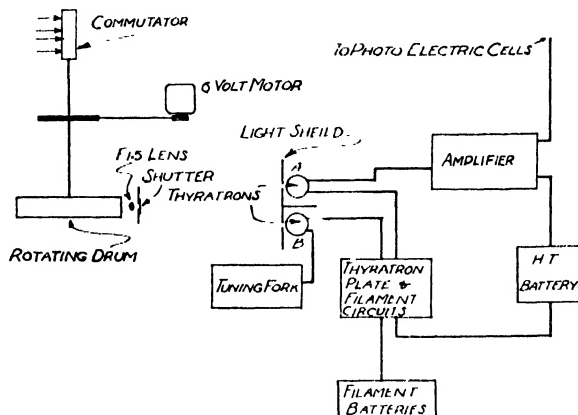 COMMUTATOR
TO PHOTO ELECTRIC CELLS
6 VOLT MOTOR
LIGHT SHEILD
A
AMPLIFIER
F1·5 LENS
SHUTTER
THYRATRONS
B
ROTATING DRUM
TUNING FORK
THYRATRON
PLATE &
FILAMENT
CIRCUITS
H T
BATTERY
FILAMENT
BATTERIES